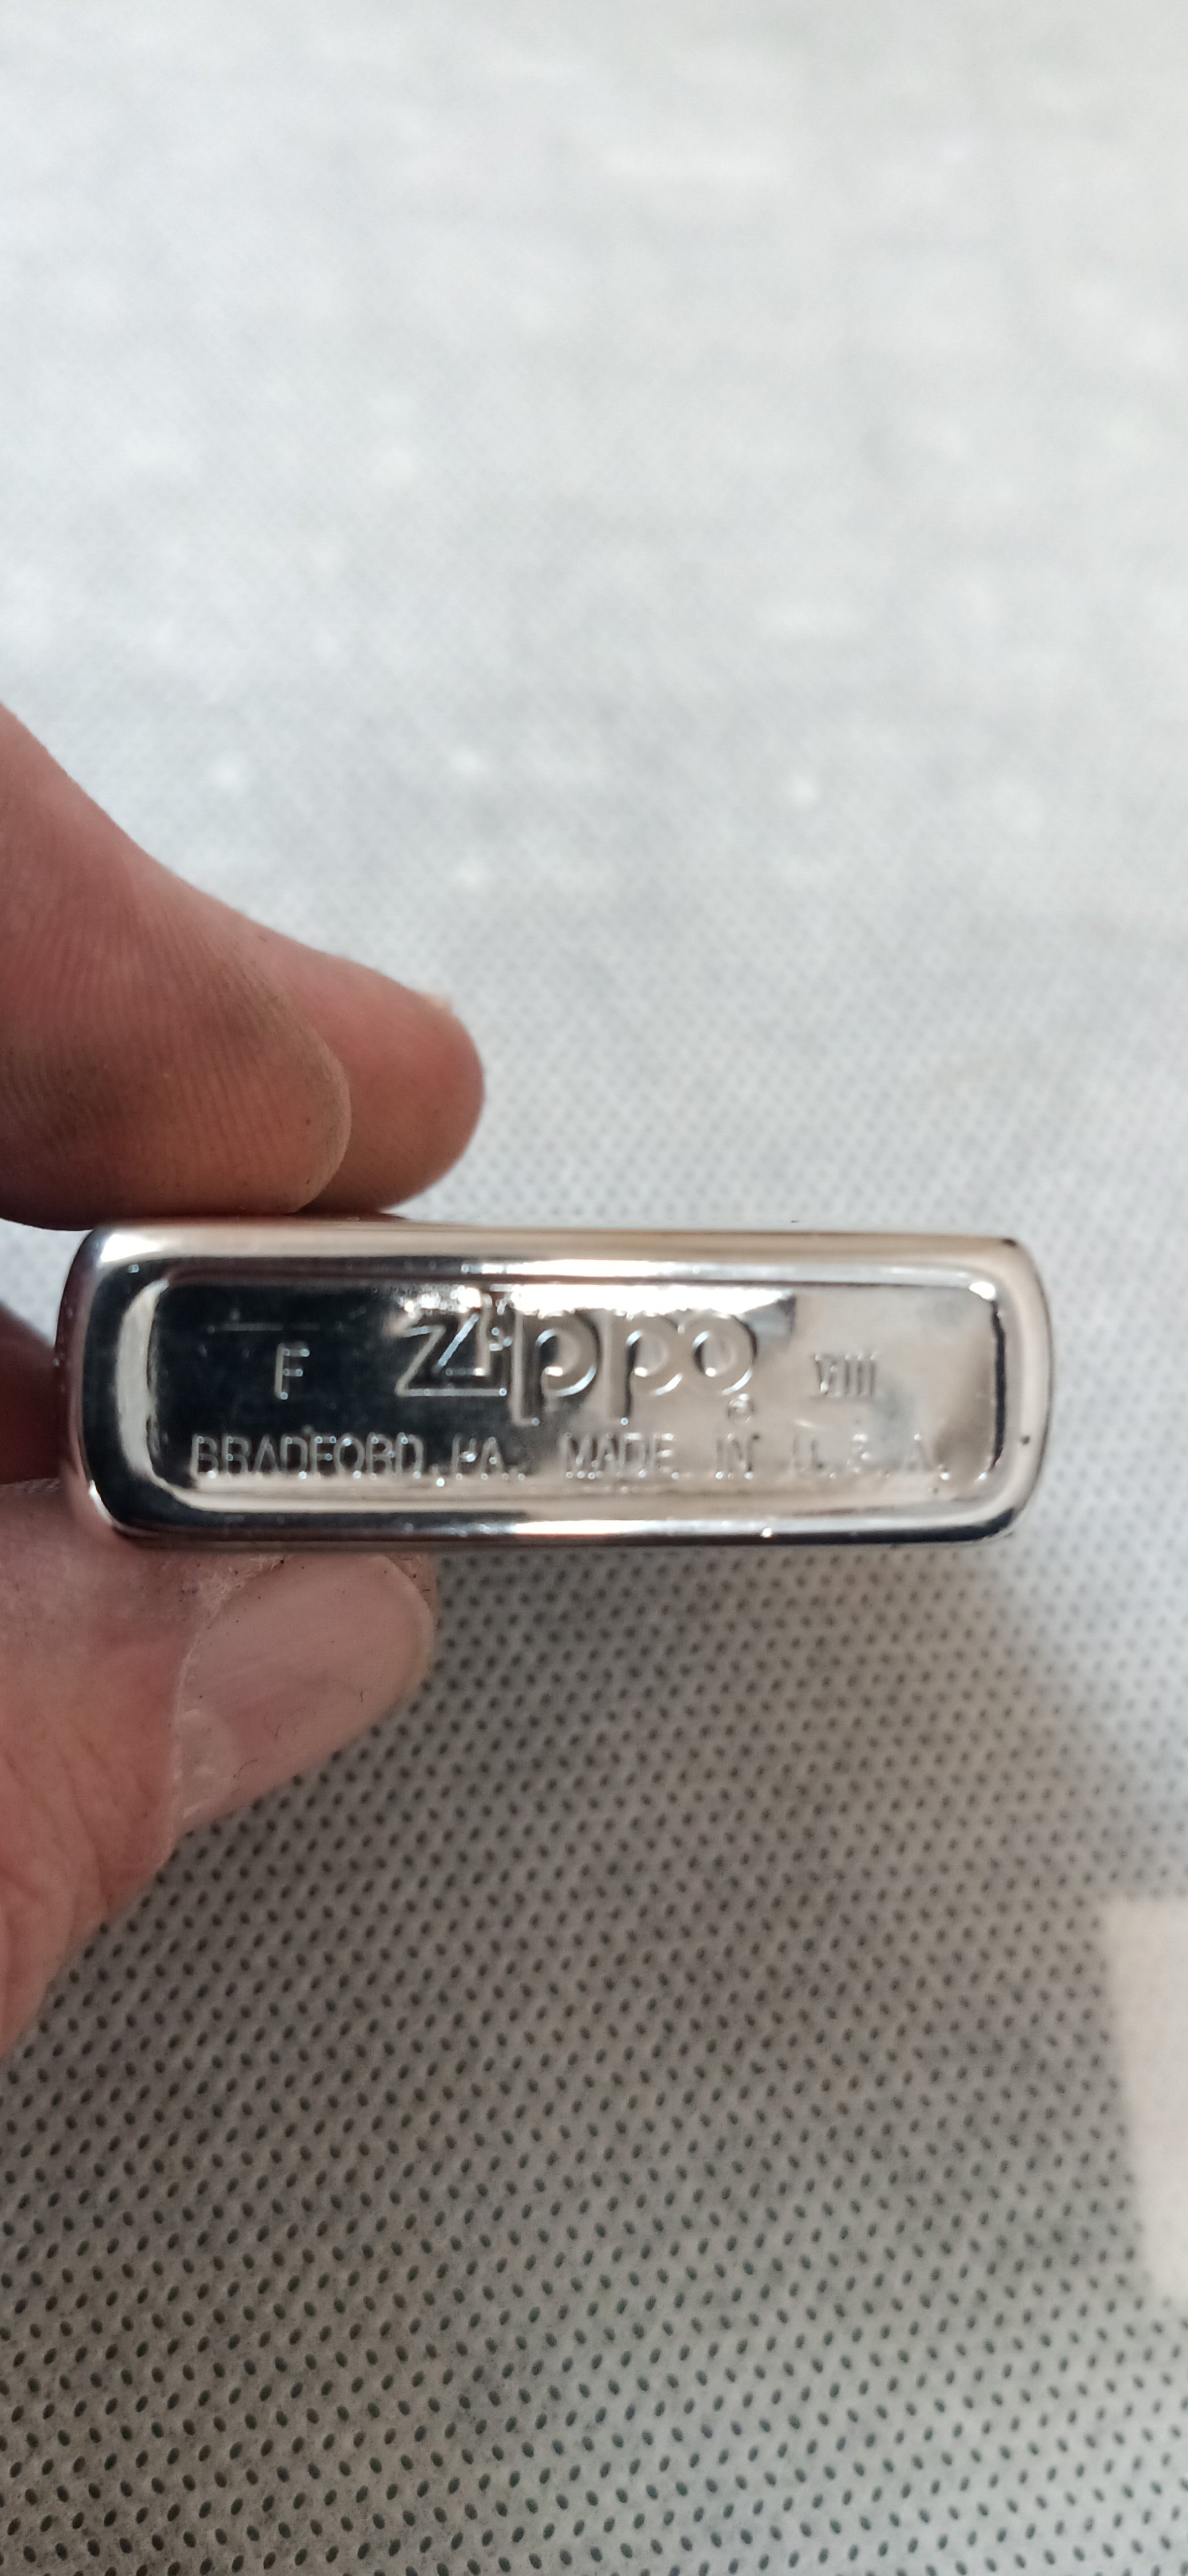 F Zippo ® VIII
BRADFORD, PA. MADE IN U.S.A.